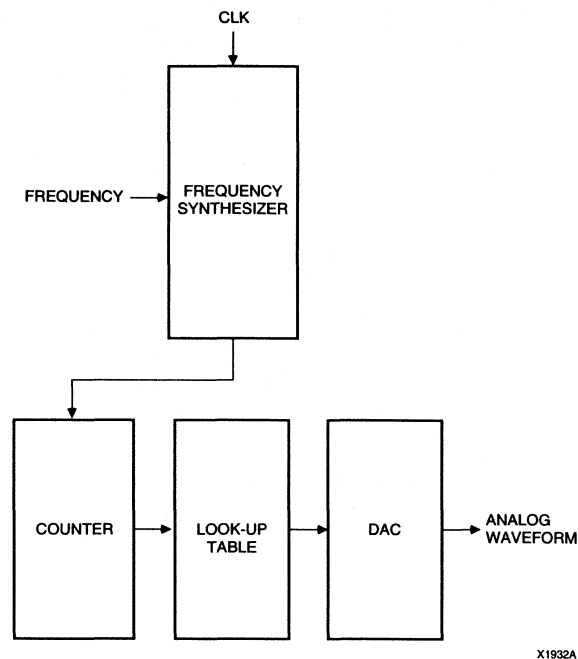 CLK
FREQUENCY
FREQUENCY
SYNTHESIZER
COUNTER
LOOK-UP
TABLE
DAC
ANALOG
WAVEFORM
X1932A